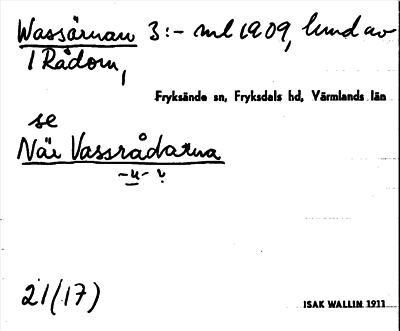 Wassärnan 3:- ml 1909, lund av
1 Rådom,
Fryksände sn, Fryksdals hd, Värmlands län
se
När Vassrådarna
-u- v
21(17)
ISAK WALLIN 1911